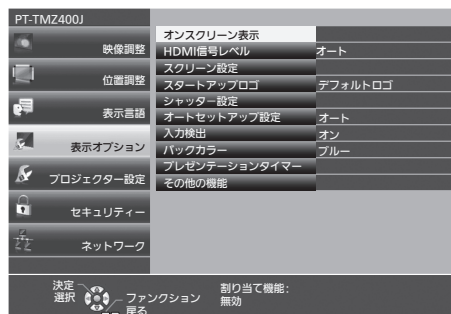 PT-TMZ400J
映像調整
位置調整
表示言語
表示オプション
プロジェクター設定
セキュリティー
ネットワーク
オンスクリーン表示
HDMI信号レベル オート
スクリーン設定
スタートアップロゴ デフォルトロゴ
シャッター設定
オートセットアップ設定 オート
入力検出 オン
バックカラー ブルー
プレゼンテーションタイマー
その他の機能
決定
選択
ファンクション
戻る
割り当て機能:
無効